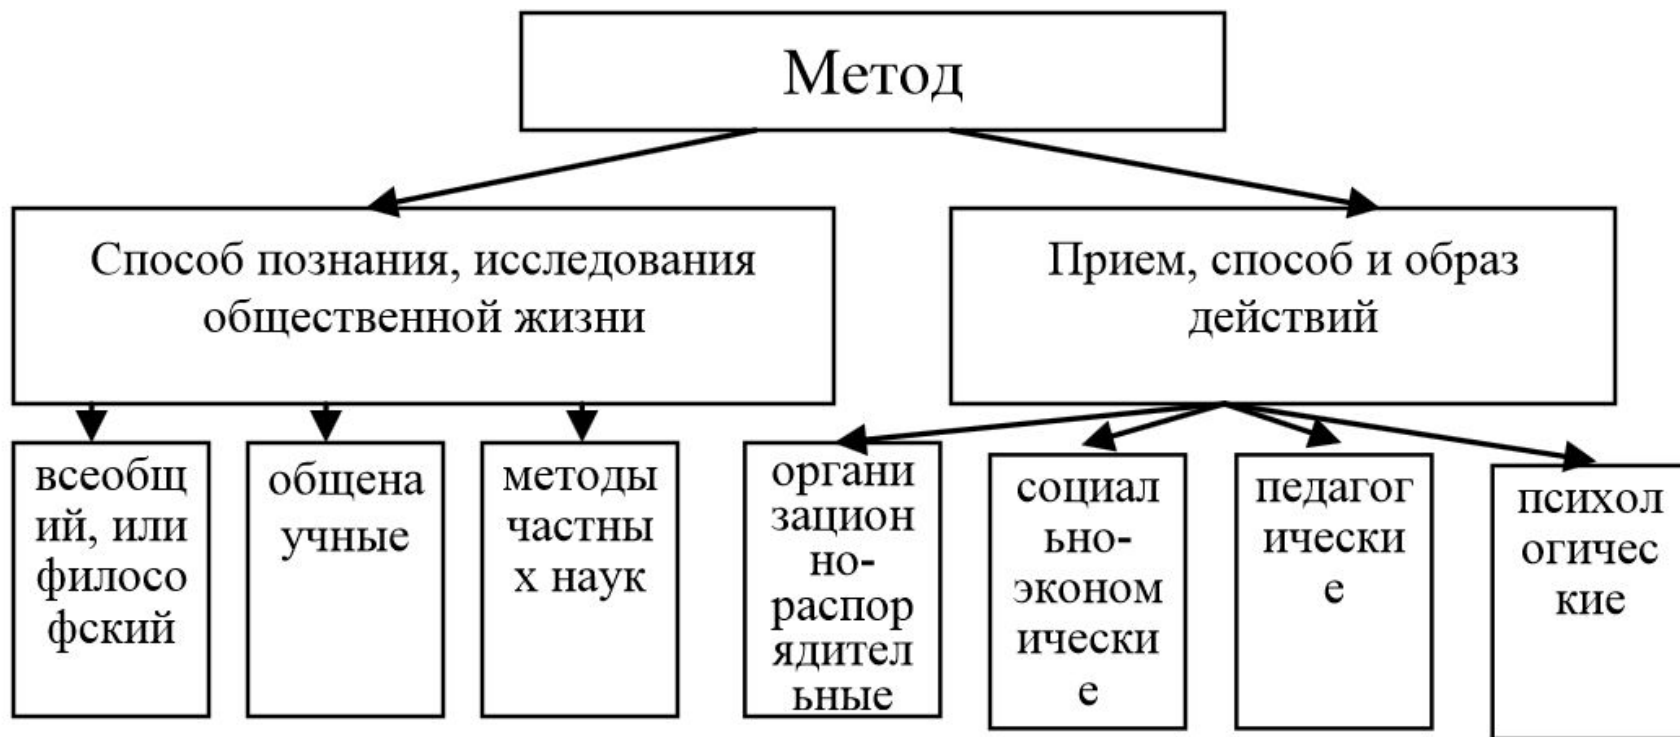 Метод
Способ познания, исследования
общественной жизни
Прием, способ и образ
действий
всеобщ
ий, или
филосо
фский
общена
учные
методы
частны
х наук
органи
зацион
но-
распор
ядител
ьные
социал
ьно-
эконом
ически
е
педагог
ически
е
психол
огичес
кие